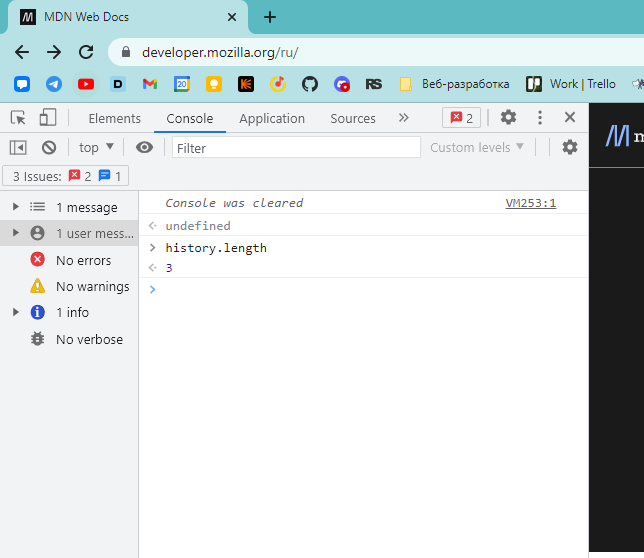 MDN Web Docs
developer.mozilla.org/ru/
D 20 RS Веб-разработка Work | Trello
Elements Console Application Sources 2
top Filter Custom levels
3 Issues: 2 1
1 message
1 user mess...
No errors
No warnings
1 info
No verbose
Console was cleared VM253:1
undefined
history.length
3
m